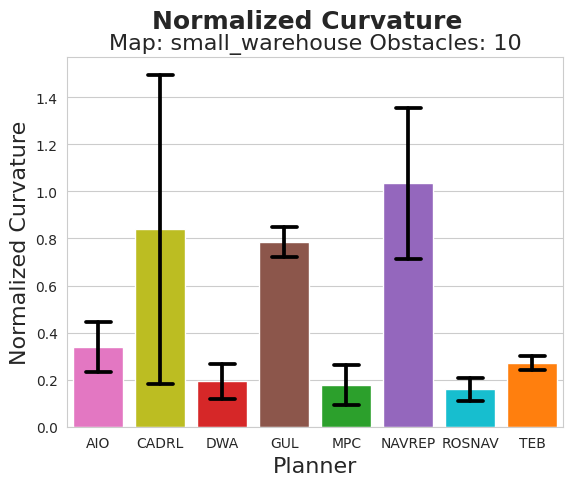 Normalized Curvature
Map: small_warehouse Obstacles: 10
Normalized Curvature
1.4
1.2
1.0
0.8
0.6
0.4
0.2
0.0
AIO CADRL DWA GUL MPC NAVREP ROSNAV TEB
Planner